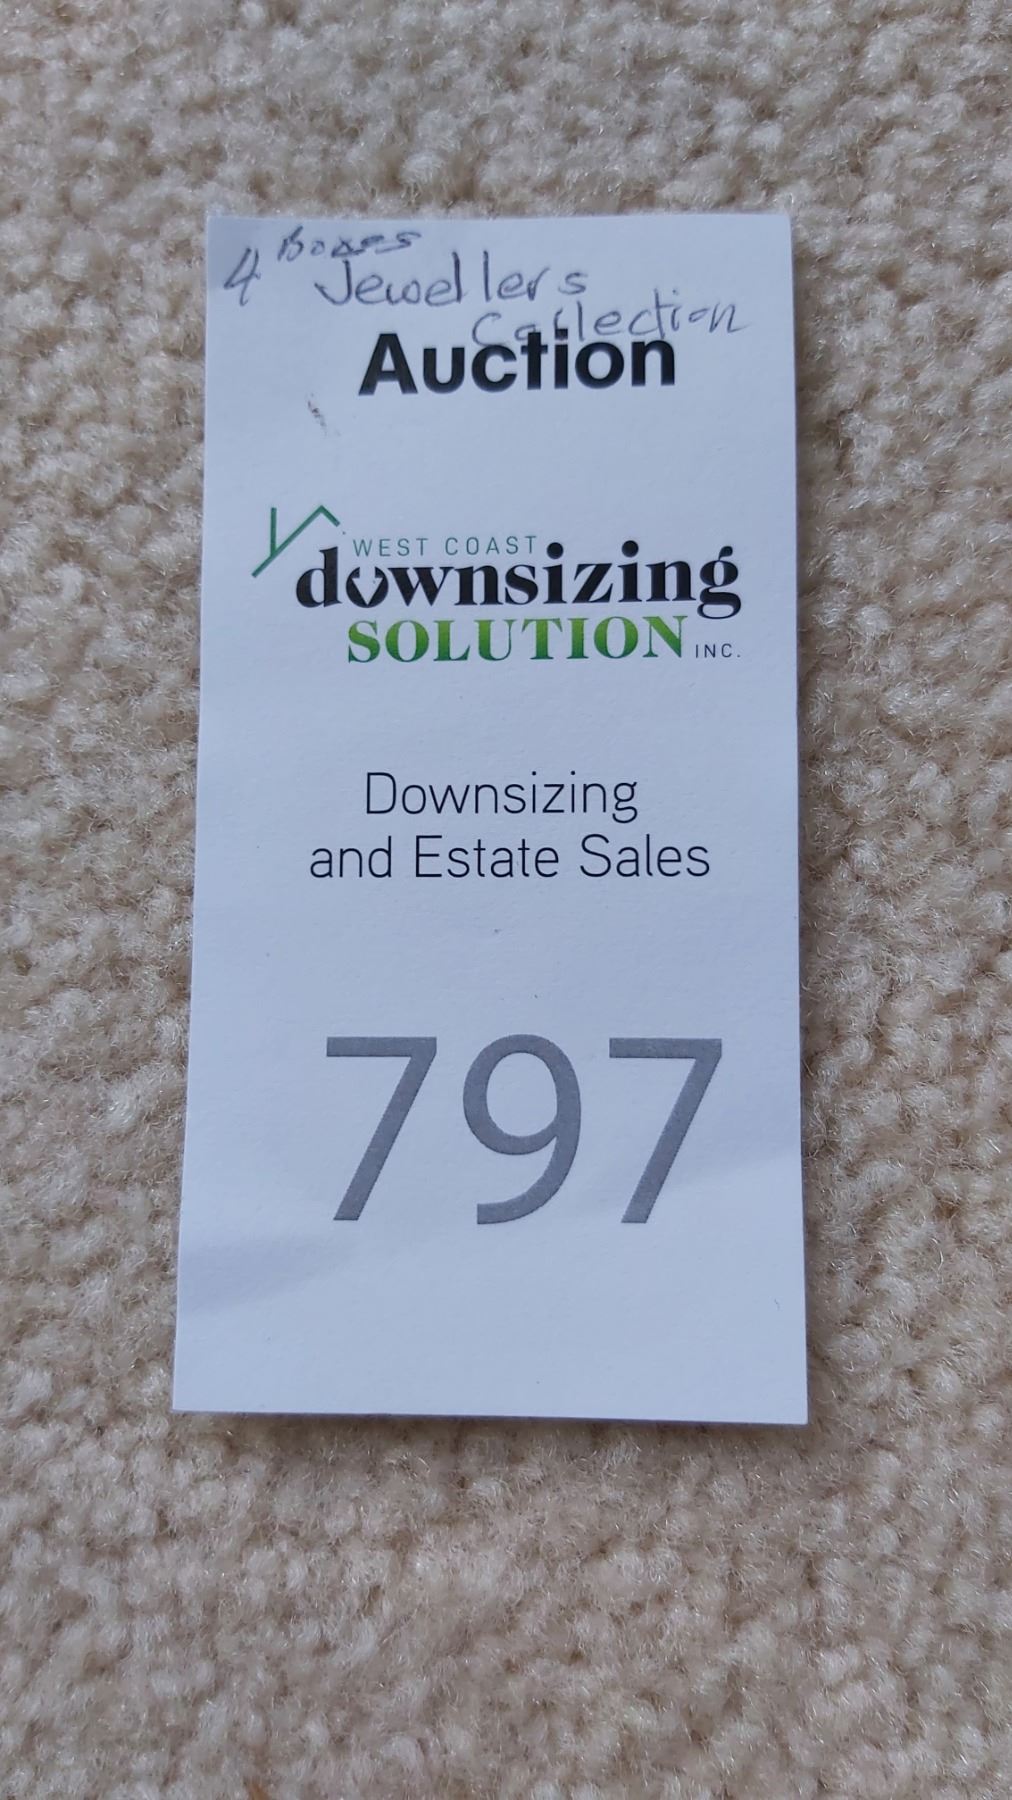 4 Boxes
Jewellers
Collection
Auction
WEST COAST
downsizing
SOLUTION INC.
Downsizing
and Estate Sales
797